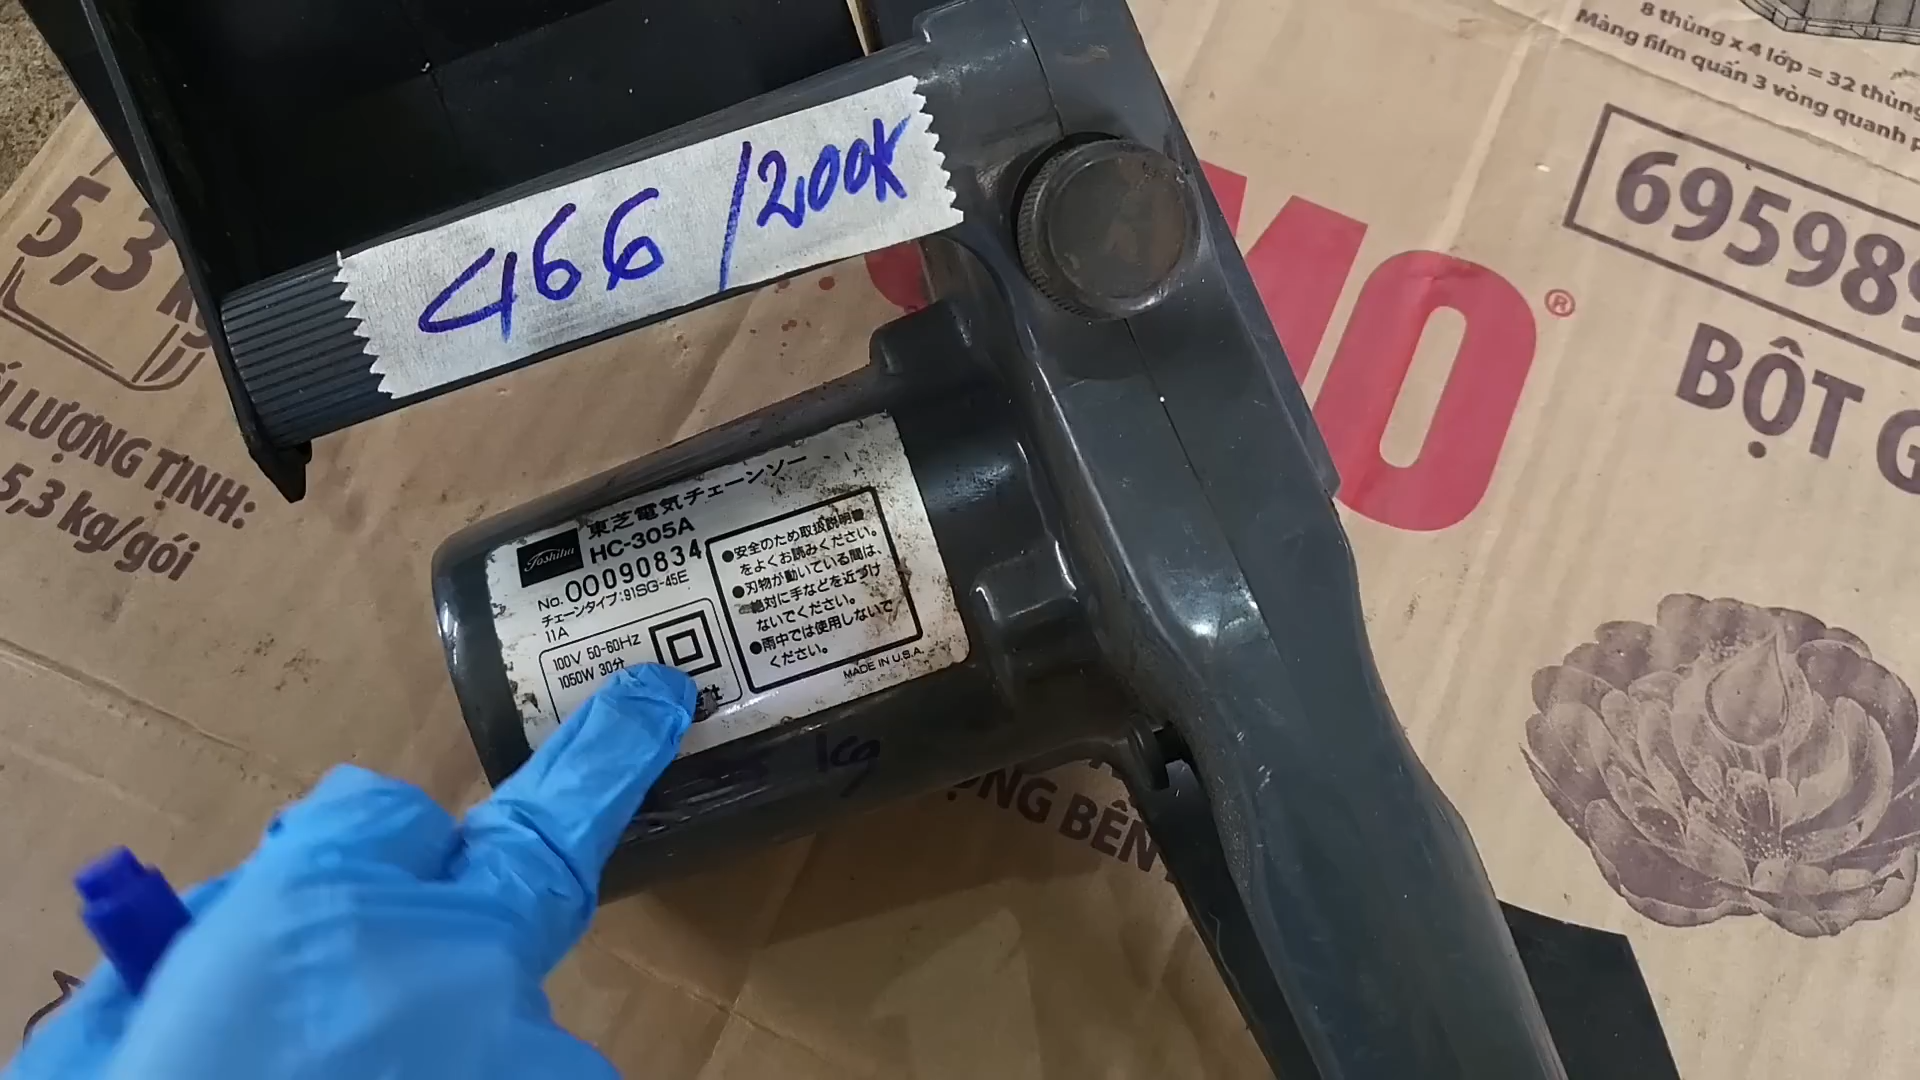 8 thùng x 4 lớp = 32 thùng
Màng film quấn 3 vòng quanh
695989
BỘT G
MO®
5,3 kg
LƯỢNG TỊNH:
5,3 kg/gói
466/200K
東芝電気チェーンソー
Toshiba
HC-305A
No. 00090834
チェーンタイプ:91SG-45E
11A
100V 50-60Hz
1050W 30分
●安全のため取扱説明書
をよくお読みください。
●刃物が動いている間は、
絶対に手などを近づけ
ないでください。
●雨中では使用しないで
ください。
MADE IN U.S.A.
kg
NG BÊN